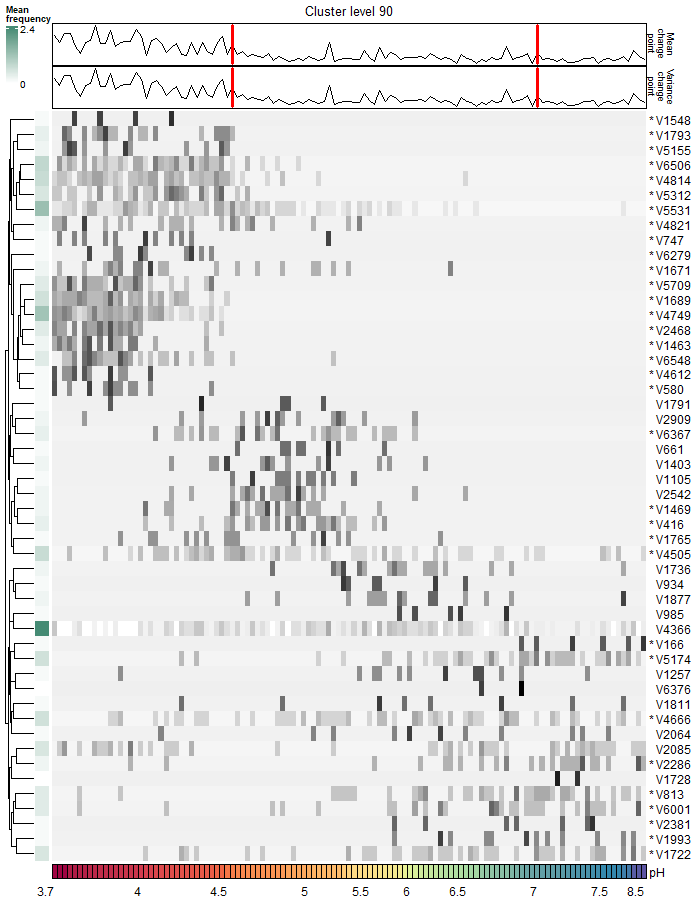 Mean
frequency
2.4
0
Cluster level 90
Mean
change
point
Variance
change
point
* V1548
* V1793
* V5155
* V6506
* V4814
* V5312
* V5531
* V4821
* V747
* V6279
* V1671
* V5709
* V1689
* V4749
* V2468
* V1463
* V6548
* V4612
* V580
V1791
V2909
* V6367
V661
V1403
V1105
V2542
* V1469
* V416
* V1765
* V4505
V1736
V934
V1877
V985
V4366
* V166
* V5174
V1257
V6376
V1811
* V4666
V2064
V2085
* V2286
V1728
* V813
* V6001
* V2381
* V1993
* V1722
pH
3.7 4 4.5 5 5.5 6 6.5 7 7.5 8.5